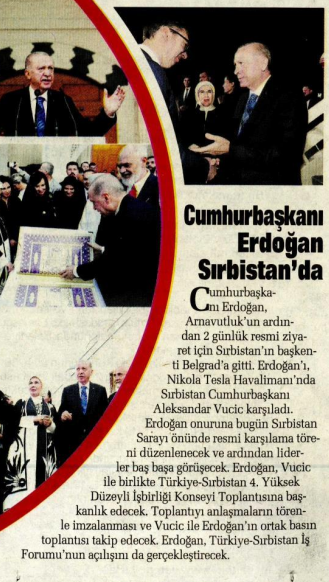 Cumhurbaşkanı
Erdoğan
Sırbistan'da
Cumhurbaşka-
nı Erdoğan,
Arnavutluk'un ardın-
dan 2 günlük resmi ziya-
ret için Sırbistan'ın başken-
ti Belgrad'a gitti. Erdoğan'ı,
Nikola Tesla Havalimanı'nda
Sırbistan Cumhurbaşkanı
Aleksandar Vucic karşıladı.
Erdoğan onuruna bugün Sırbistan
Sarayı önünde resmi karşılama töre-
ni düzenlenecek ve ardından lider-
ler baş başa görüşecek. Erdoğan, Vucic
ile birlikte Türkiye-Sırbistan 4. Yüksek
Düzeyli İşbirliği Konseyi Toplantısına baş-
kanlık edecek. Toplantıyı anlaşmaların tören-
le imzalanması ve Vucic ile Erdoğan'ın ortak basın
toplantısı takip edecek. Erdoğan, Türkiye-Sırbistan İş
Forumu'nun açılışını da gerçekleştirecek.